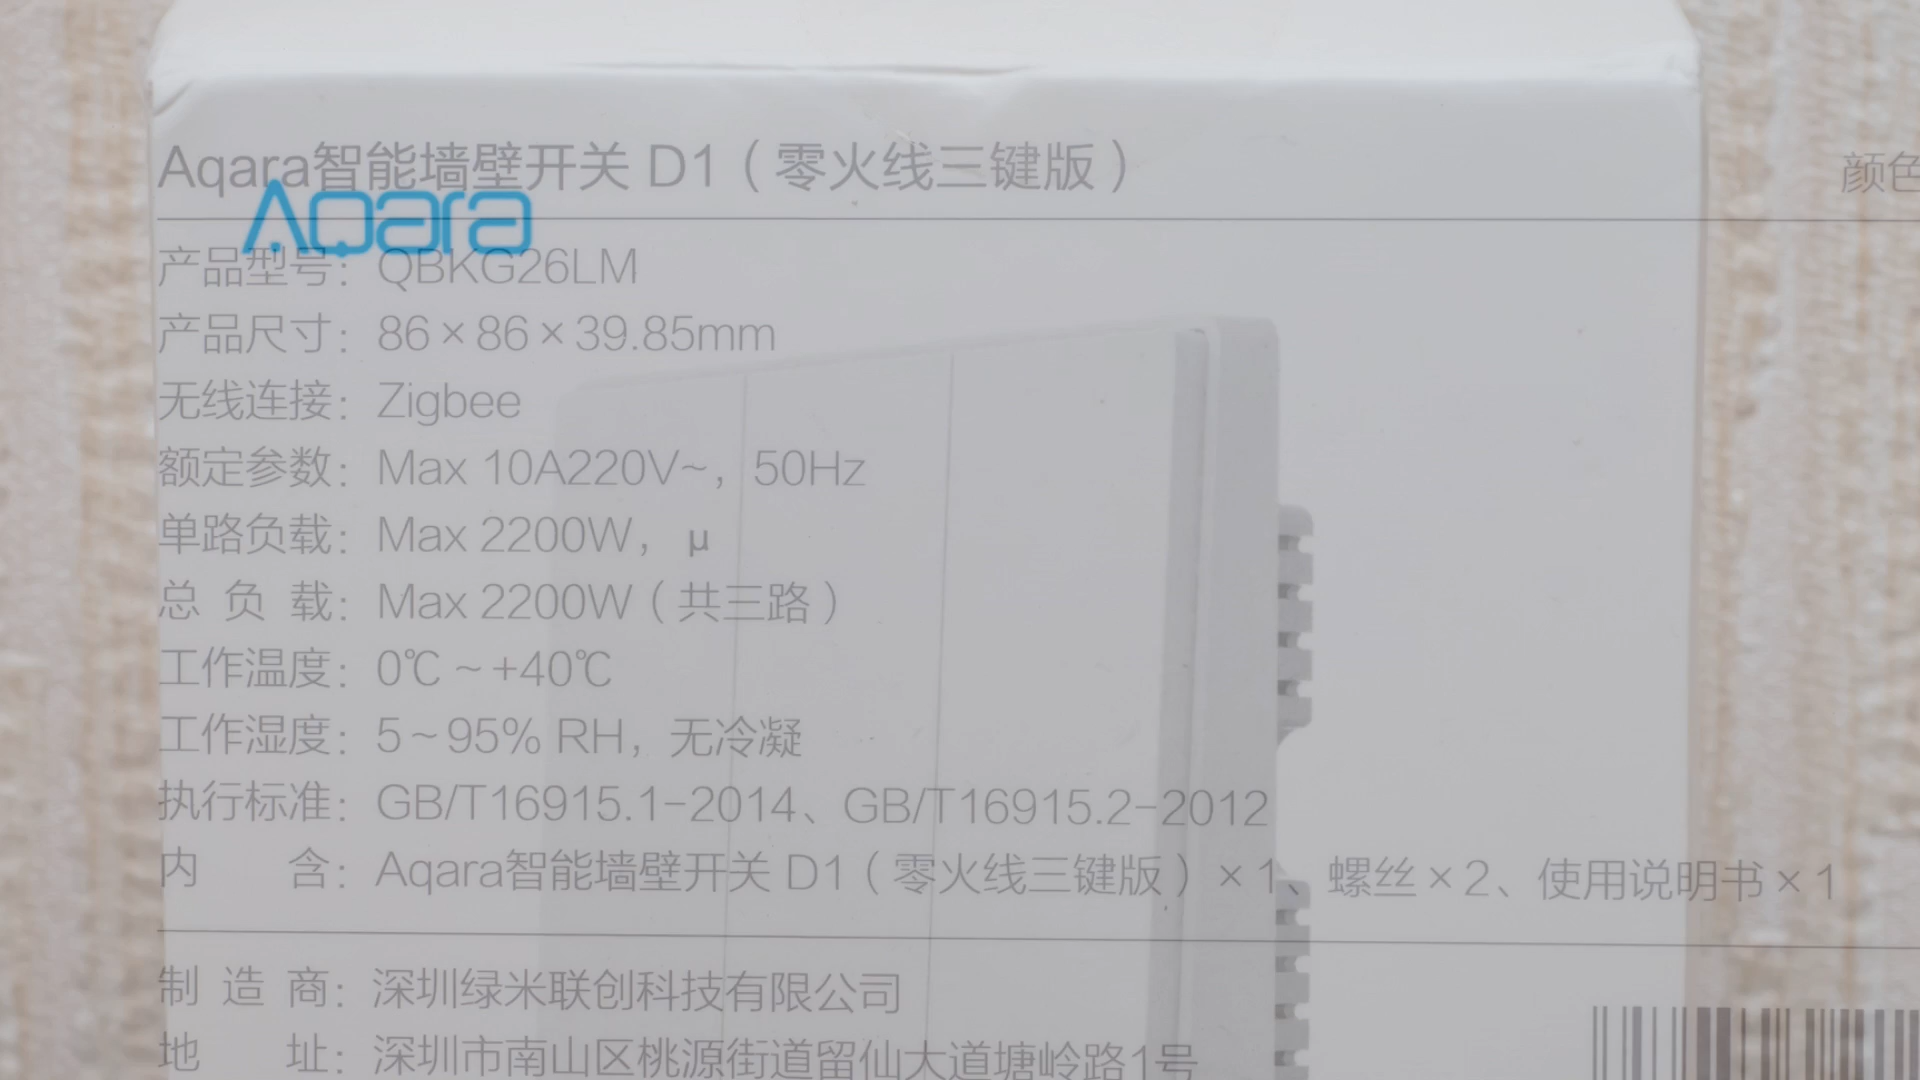 Aqara智能墙壁开关 D1（零火线三键版）
颜色
Aqara
产品型号：QBKG26LM
产品尺寸：86×86×39.85mm
无线连接：Zigbee
额定参数：Max 10A220V~，50Hz
单路负载：Max 2200W，μ
总负载：Max 2200W（共三路）
工作温度：0℃~+40℃
工作湿度：5~95% RH，无冷凝
执行标准：GB/T16915.1-2014、GB/T16915.2-2012
内含：Aqara智能墙壁开关 D1（零火线三键版）×1、螺丝×2、使用说明书×1
制造商：深圳绿米联创科技有限公司
地址：深圳市南山区桃源街道留仙大道塘岭路1号